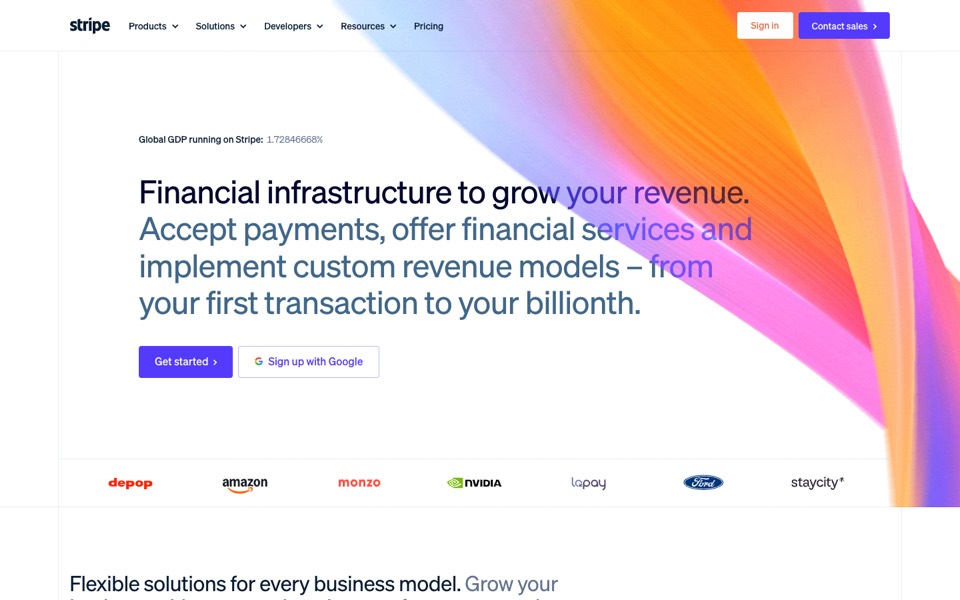 stripe Products Solutions Developers Resources Pricing Sign in Contact sales
Global GDP running on Stripe: 1.72846668%
Financial infrastructure to grow your revenue.
Accept payments, offer financial services and
implement custom revenue models – from
your first transaction to your billionth.
Get started Sign up with Google
depop amazon monzo NVIDIA lopay Ford staycity
Flexible solutions for every business model. Grow your